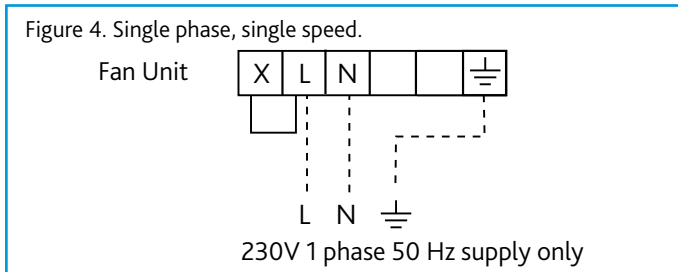 Figure 4. Single phase, single speed.
Fan Unit X L N
L N
230V 1 phase 50 Hz supply only